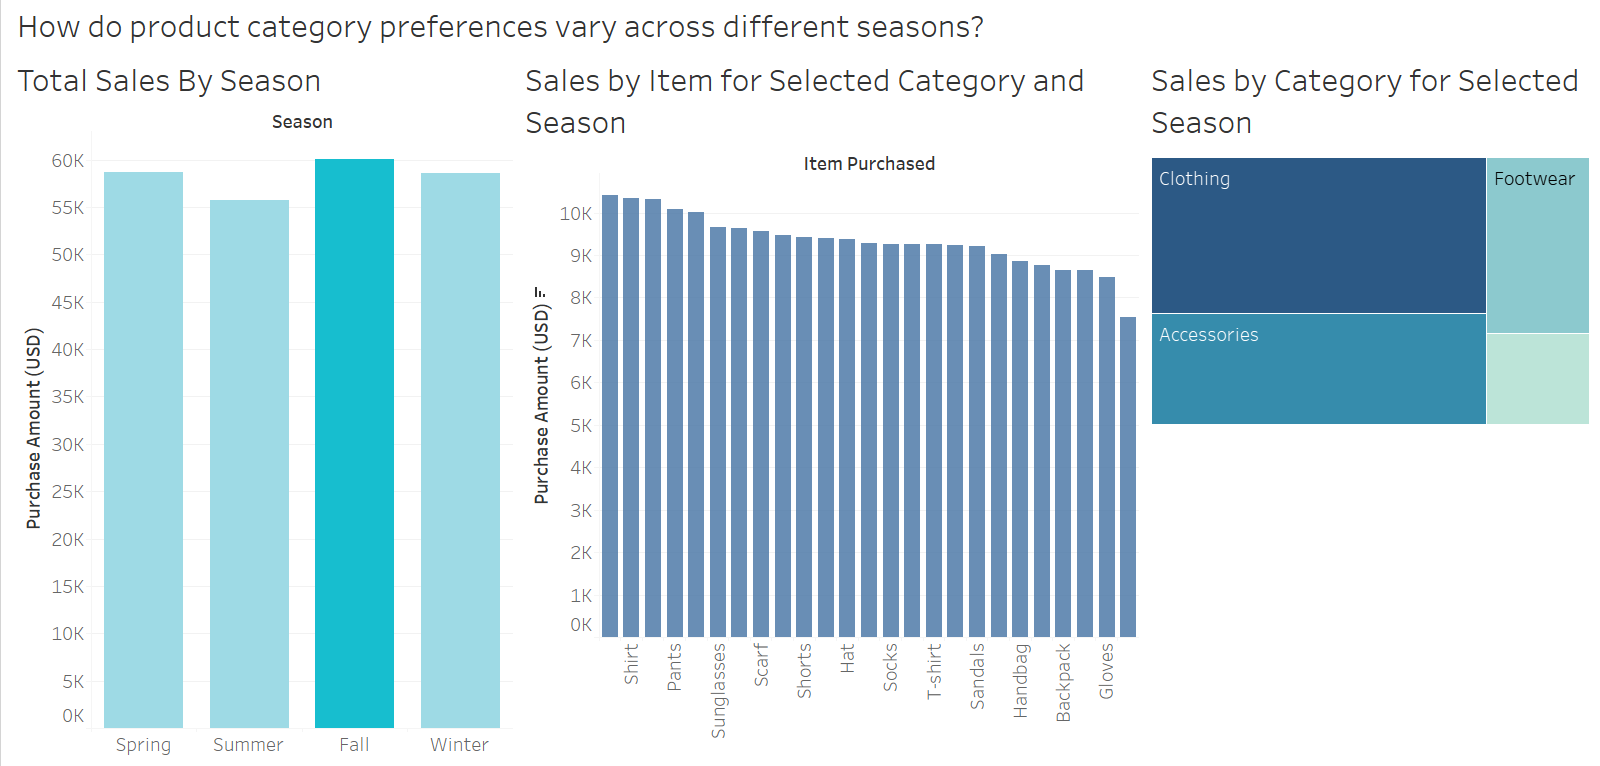 How do product category preferences vary across different seasons?
Total Sales By Season
Season
Purchase Amount (USD)
60K
55K
50K
45K
40K
35K
30K
25K
20K
15K
10K
5K
0K
Spring Summer Fall Winter
Sales by Item for Selected Category and
Season
Item Purchased
Purchase Amount (USD)
10K
9K
8K
7K
6K
5K
4K
3K
2K
1K
0K
Shirt
Pants
Sunglasses
Scarf
Shorts
Hat
Socks
T-shirt
Sandals
Handbag
Backpack
Gloves
Sales by Category for Selected
Season
Clothing
Footwear
Accessories